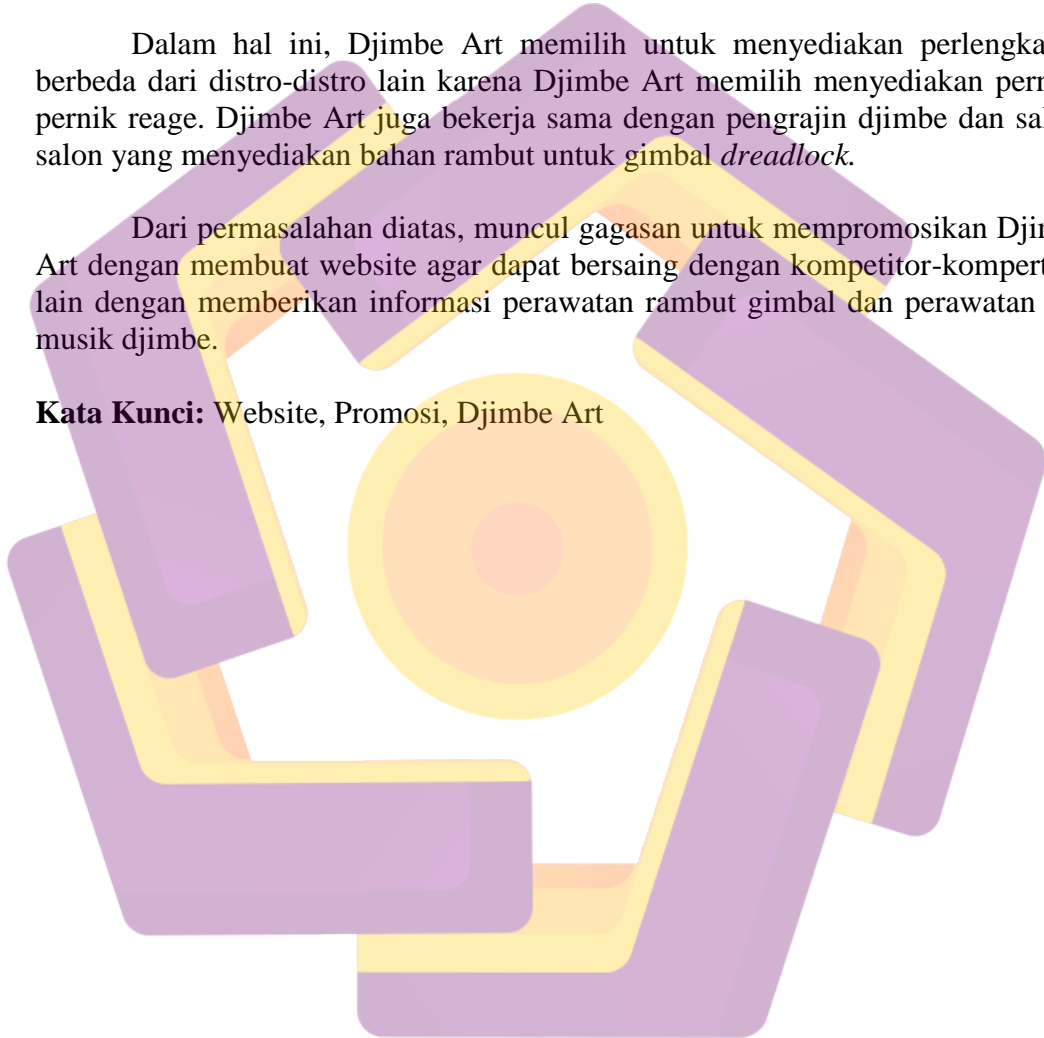 Dalam hal ini, Djimbe Art memilih untuk menyediakan perlengka
berbeda dari distro-distro lain karena Djimbe Art memilih menyediakan pern
pernik reage. Djimbe Art juga bekerja sama dengan pengrajin djimbe dan sal
salon yang menyediakan bahan rambut untuk gimbal dreadlock.
Dari permasalahan diatas, muncul gagasan untuk mempromosikan Djim
Art dengan membuat website agar dapat bersaing dengan kompetitor-kompert
lain dengan memberikan informasi perawatan rambut gimbal dan perawatan
musik djimbe.
Kata Kunci: Website, Promosi, Djimbe Art